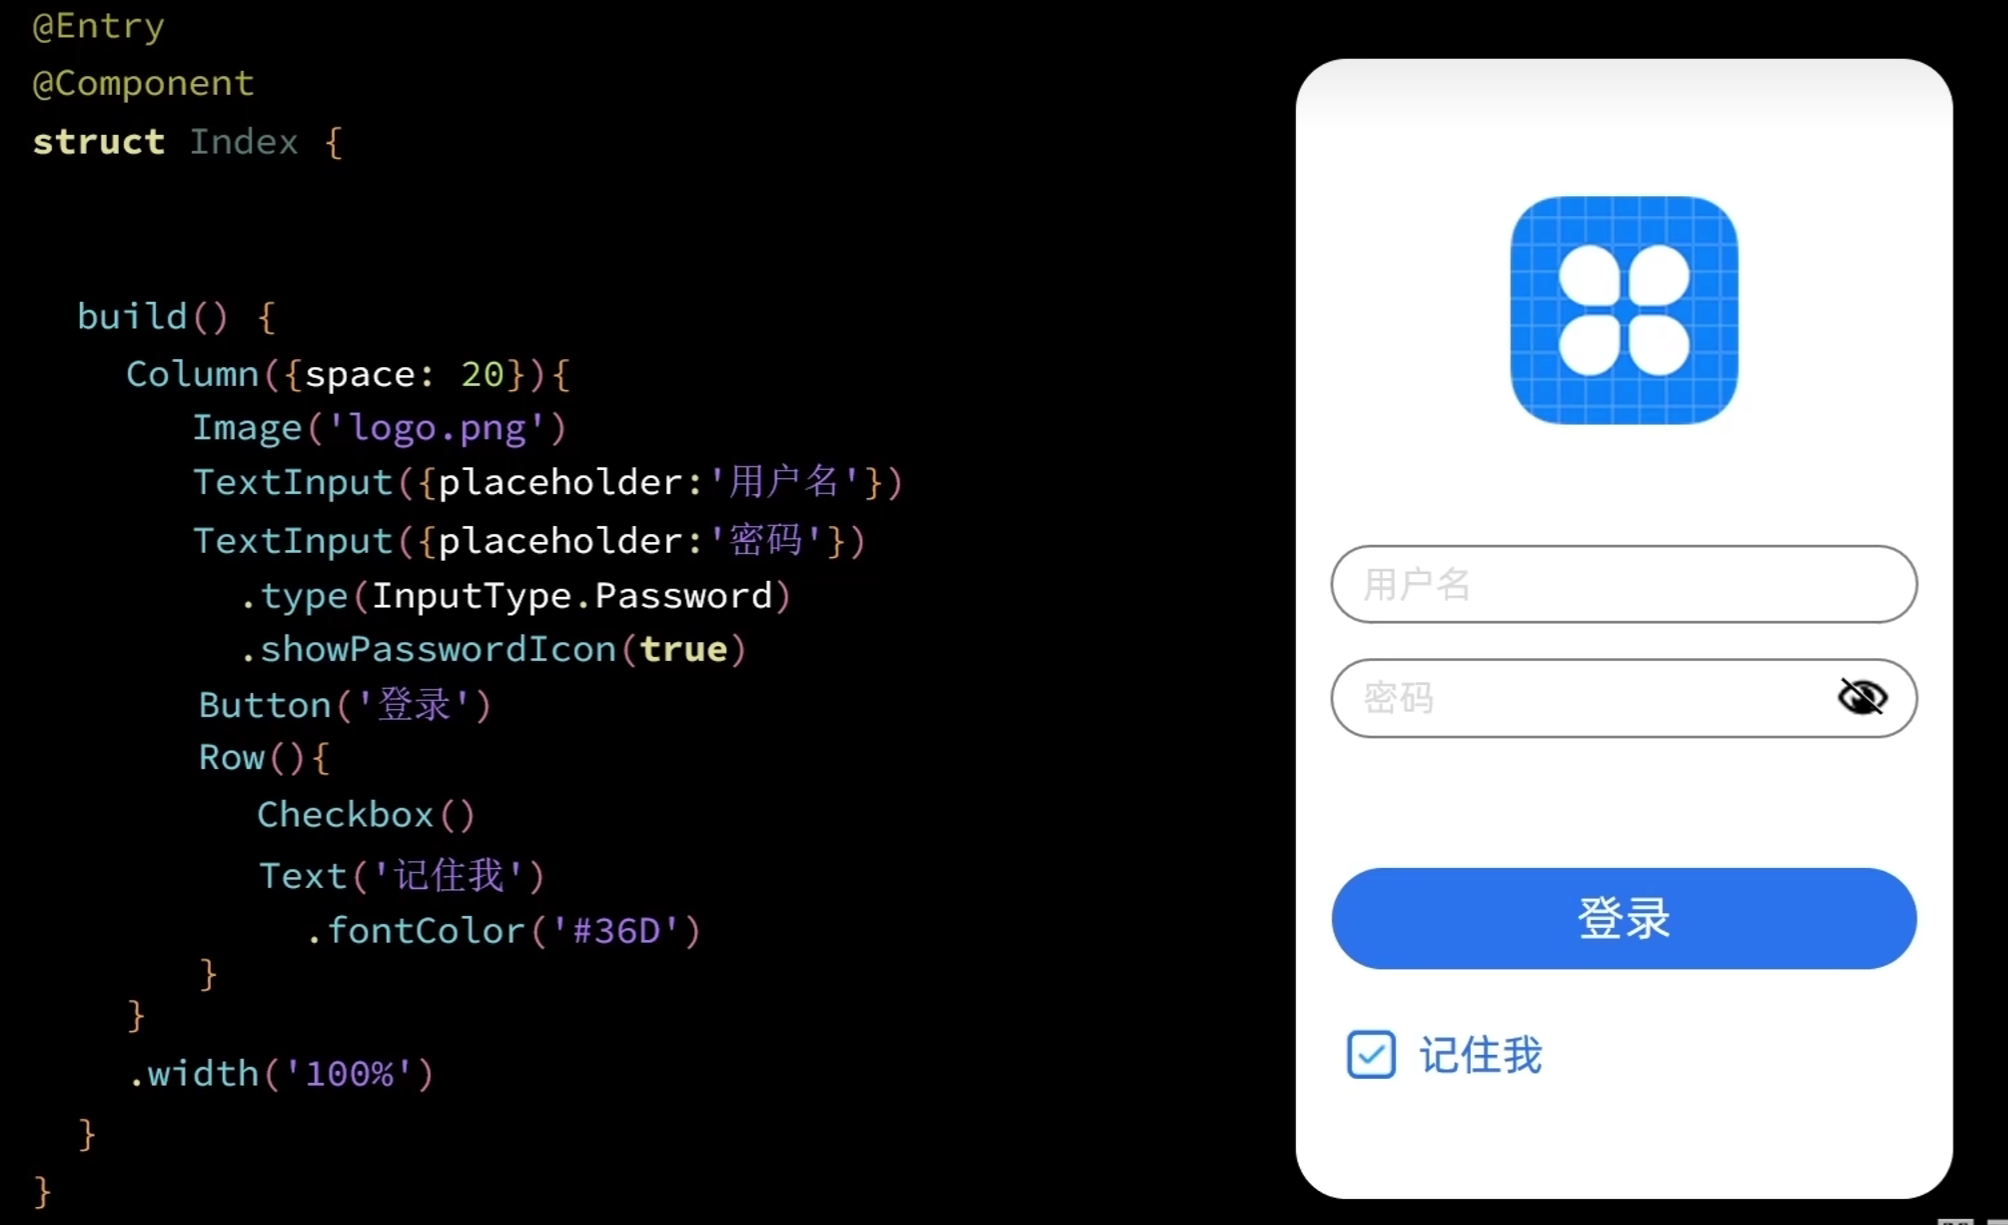 @Entry
@Component
struct Index {
build() {
Column({space: 20}){
Image('logo.png')
TextInput({placeholder:'用户名'})
TextInput({placeholder:'密码'})
.type(InputType.Password)
.showPasswordIcon(true)
Button('登录')
Row(){
Checkbox()
Text('记住我')
.fontColor('#36D')
}
}
.width('100%')
}
}
用户名
密码
登录
记住我